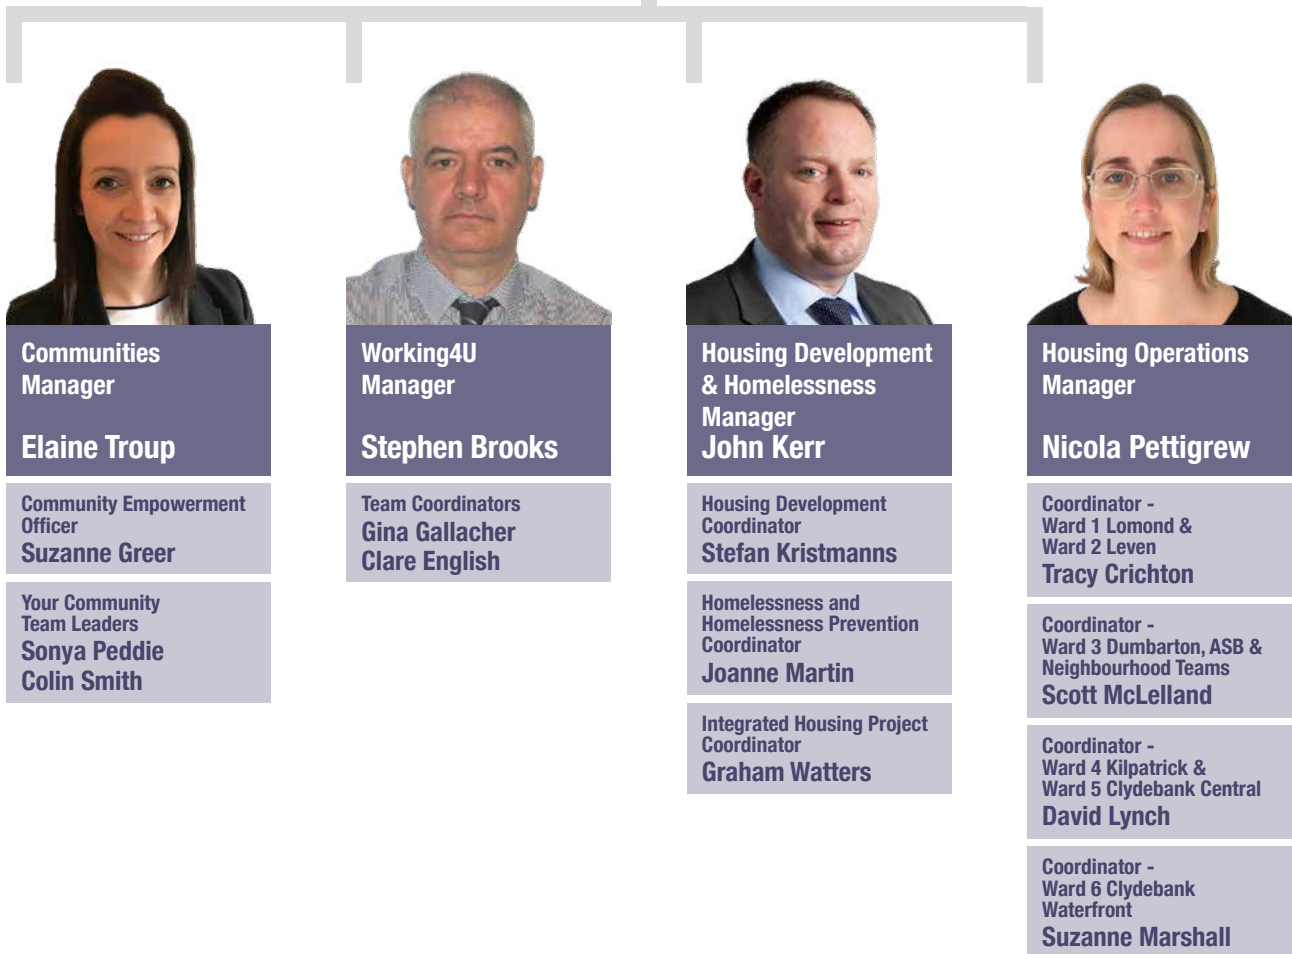 Communities
Manager
Elaine Troup
Community Empowerment
Officer
Suzanne Greer
Your Community
Team Leaders
Sonya Peddie
Colin Smith
Working4U
Manager
Stephen Brooks
Team Coordinators
Gina Gallacher
Clare English
Housing Development
& Homelessness
Manager
John Kerr
Housing Development
Coordinator
Stefan Kristmanns
Homelessness and
Homelessness Prevention
Coordinator
Joanne Martin
Integrated Housing Project
Coordinator
Graham Watters
Housing Operations
Manager
Nicola Pettigrew
Coordinator -
Ward 1 Lomond &
Ward 2 Leven
Tracy Crichton
Coordinator -
Ward 3 Dumbarton, ASB &
Neighbourhood Teams
Scott McLelland
Coordinator -
Ward 4 Kilpatrick &
Ward 5 Clydebank Central
David Lynch
Coordinator -
Ward 6 Clydebank
Waterfront
Suzanne Marshall